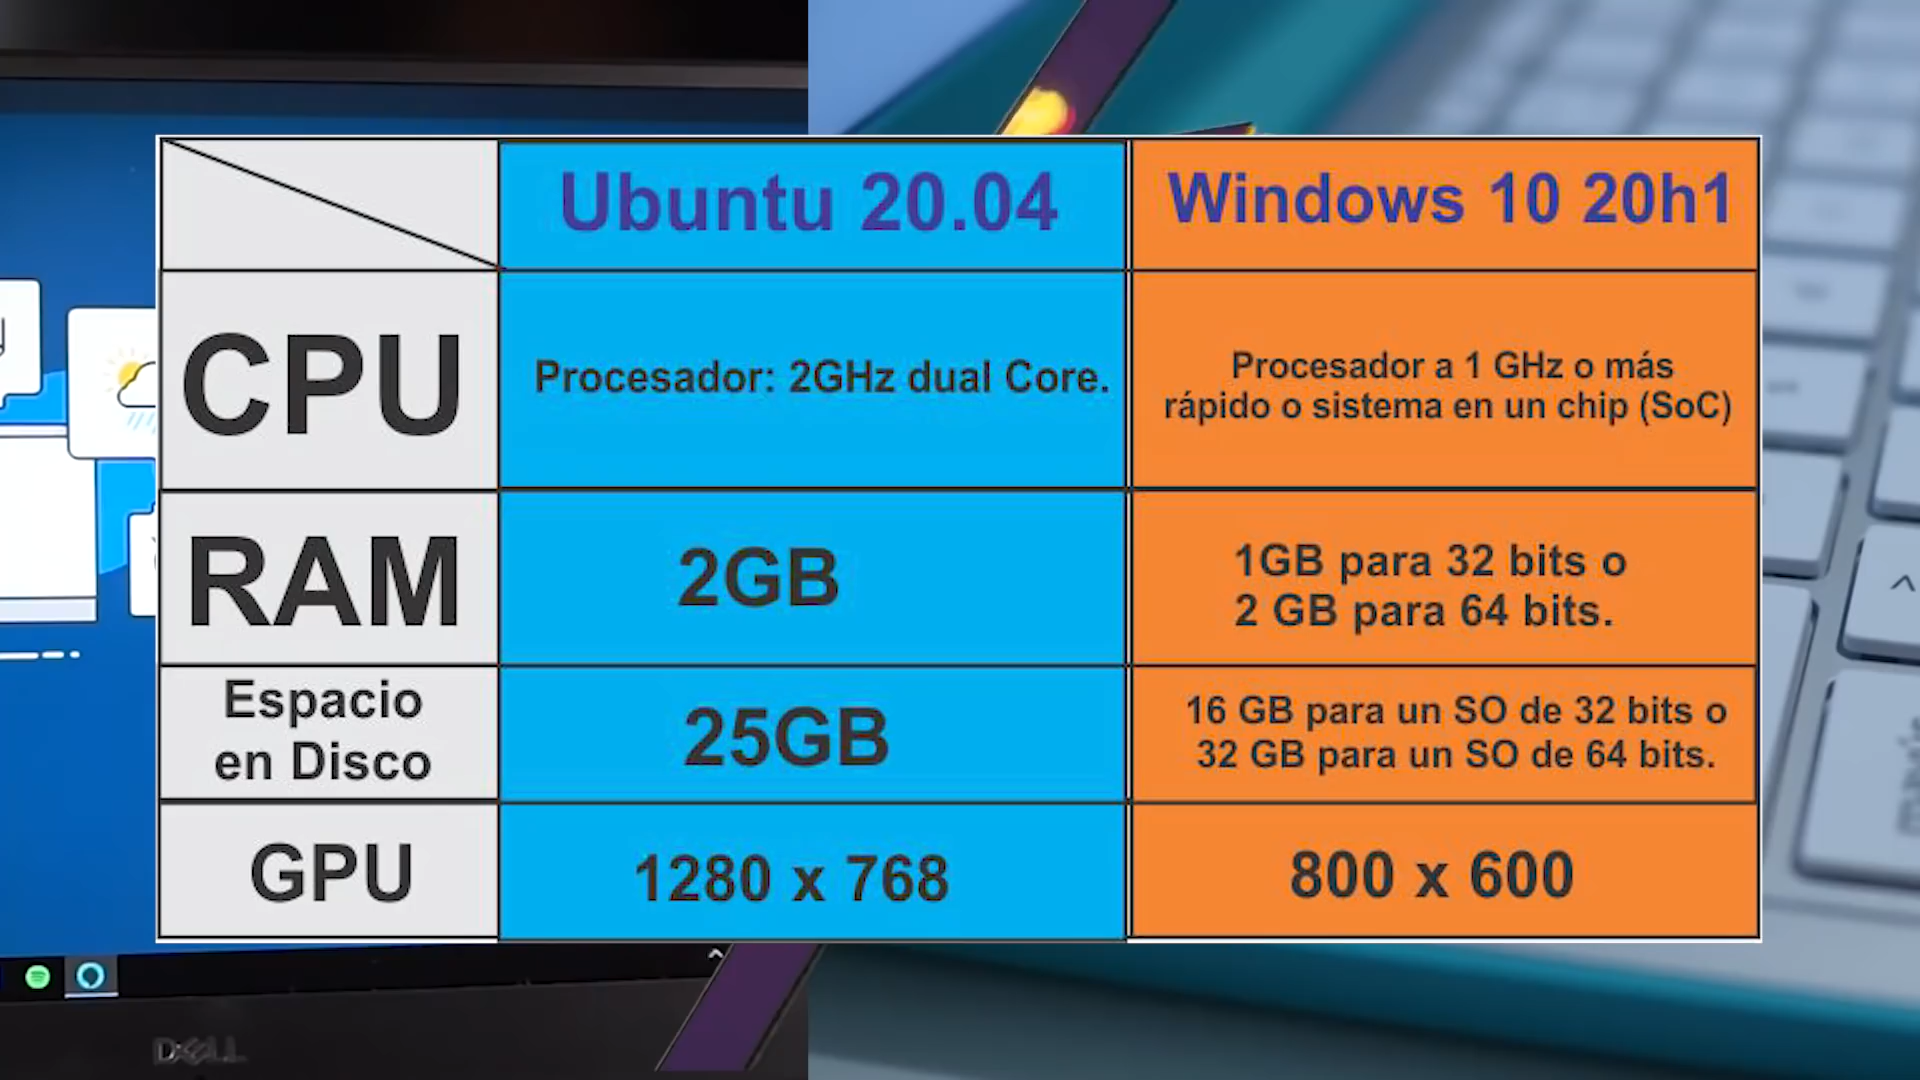 Ubuntu 20.04
Windows 10 20h1
CPU
Procesador: 2GHz dual Core.
Procesador a 1 GHz o más
rápido o sistema en un chip (SoC)
RAM
2GB
1GB para 32 bits o
2 GB para 64 bits.
Espacio
en Disco
25GB
16 GB para un SO de 32 bits o
32 GB para un SO de 64 bits.
GPU
1280 x 768
800 x 600
DELL